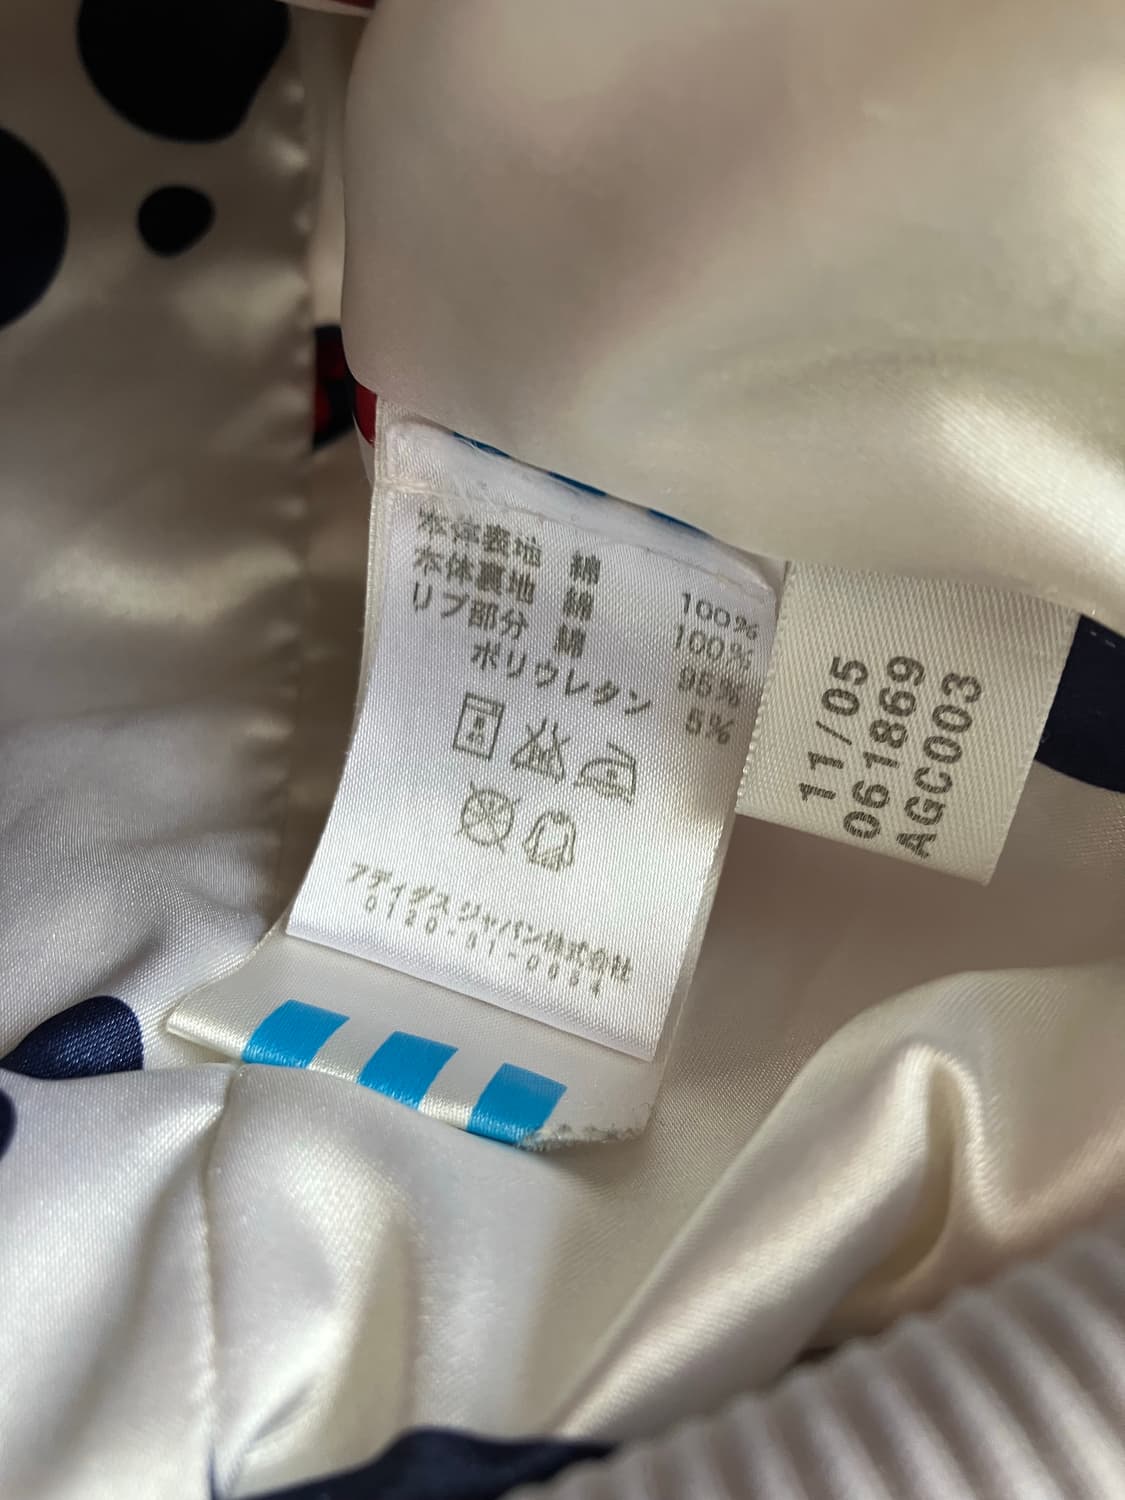 本体表地 綿 100%
本体裏地 綿 100%
リブ部分 綿 95%
ポリウレタン 5%
アディダス ジャパン株式会社
11/05
061869
AGC003